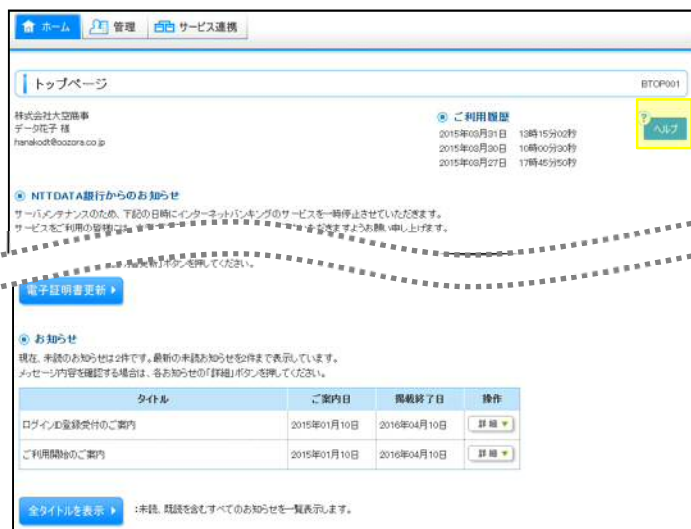 ホーム 管理 サービス連携
トップページ BTOP001
株式会社大空商事
データ花子 様
hanakodt@oozora.co.jp
ご利用履歴
2015年03月31日 13時15分02秒
2015年03月30日 10時00分30秒
2015年03月27日 17時45分50秒
? ヘルプ
NTTDATA銀行からのお知らせ
サーバメンテナンスのため、下記の日時にインターネットバンキングのサービスを一時停止させていただきます。
サービスをご利用の皆様には、 だきますようお願い申し上げます。
更新」ボタンを押してください。
電子証明書更新
お知らせ
現在、未読のお知らせは2件です。最新の未読お知らせを2件まで表示しています。
メッセージ内容を確認する場合は、各お知らせの「詳細」ボタンを押してください。
タイトル ご案内日 掲載終了日 操作
ログインID登録受付のご案内 2015年01月10日 2016年04月10日 詳細
ご利用開始のご案内 2015年01月10日 2016年04月10日 詳細
全タイトルを表示 :未読、既読を含むすべてのお知らせを一覧表示します。